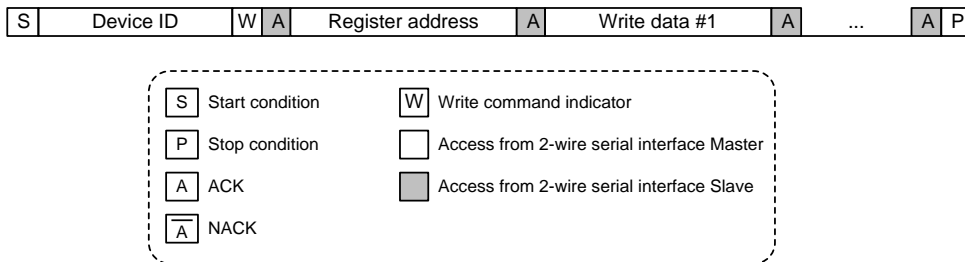 S Device ID W A Register address A Write data #1 A ... A P
S Start condition W Write command indicator
P Stop condition Access from 2-wire serial interface Master
A ACK Access from 2-wire serial interface Slave
A̅ NACK